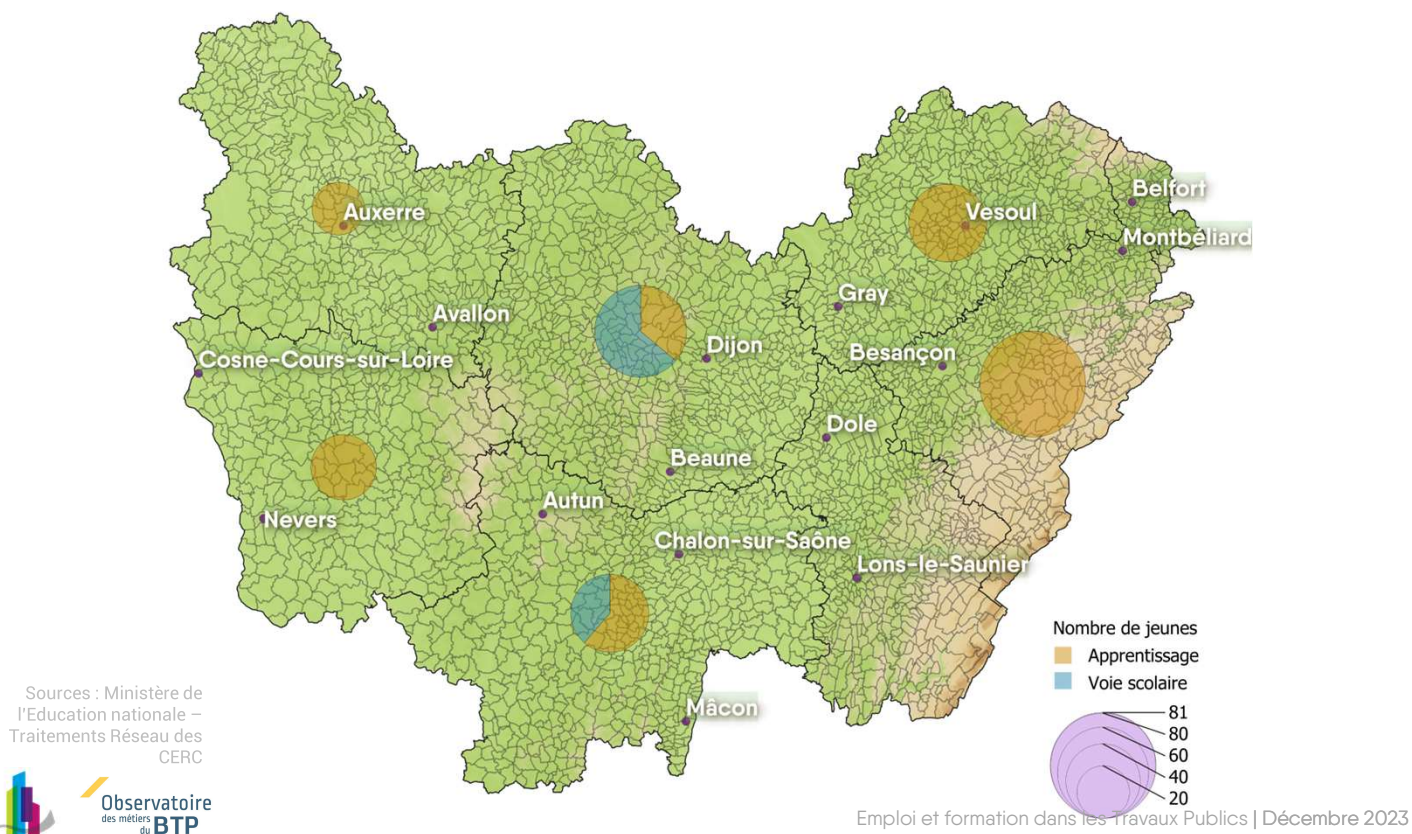 Belfort
Auxerre
Vesoul
Montbéliard
Gray
Avallon
Dijon
Besançon
Cosne-Cours-sur-Loire
Dole
Beaune
Autun
Nevers
Chalon-sur-Saône
Lons-le-Saunier
Mâcon
Nombre de jeunes
Apprentissage
Voie scolaire
81
80
60
40
20
Sources : Ministère de
l'Education nationale –
Traitements Réseau des
CERC
Observatoire
des métiers
du BTP
Emploi et formation dans les Travaux Publics | Décembre 2023